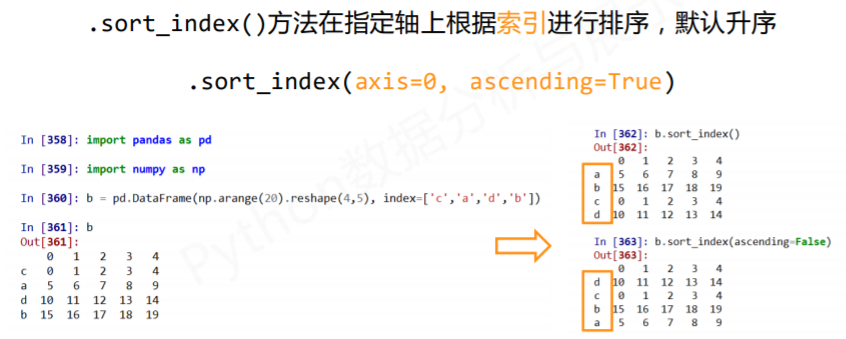 .sort_index()方法在指定轴上根据索引进行排序，默认升序
.sort_index(axis=0, ascending=True)
In [358]: import pandas as pd
In [359]: import numpy as np
In [360]: b = pd.DataFrame(np.arange(20).reshape(4,5), index=['c','a','d','b'])
In [361]: b
Out[361]:
0 1 2 3 4
c 0 1 2 3 4
a 5 6 7 8 9
d 10 11 12 13 14
b 15 16 17 18 19
In [362]: b.sort_index()
Out[362]:
0 1 2 3 4
a 5 6 7 8 9
b 15 16 17 18 19
c 0 1 2 3 4
d 10 11 12 13 14
In [363]: b.sort_index(ascending=False)
Out[363]:
0 1 2 3 4
d 10 11 12 13 14
c 0 1 2 3 4
b 15 16 17 18 19
a 5 6 7 8 9
Python数据分析与展示